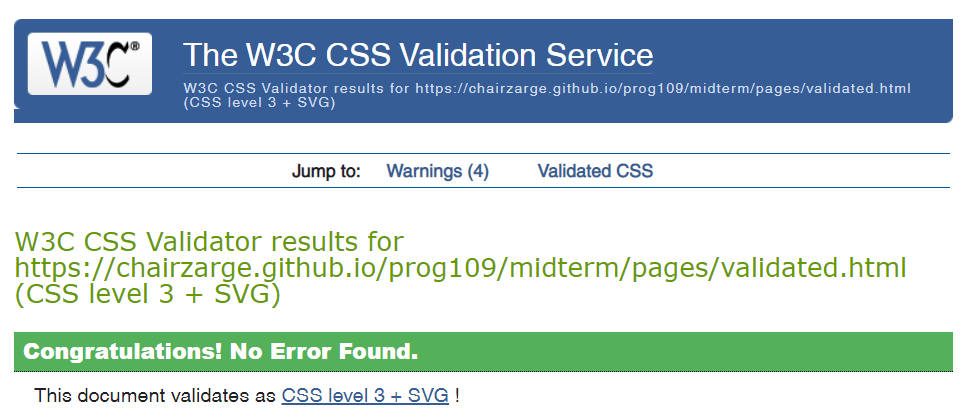 W3C®
The W3C CSS Validation Service
W3C CSS Validator results for https://chairzarge.github.io/prog109/midterm/pages/validated.html
(CSS level 3 + SVG)
Jump to: Warnings (4) Validated CSS
W3C CSS Validator results for
https://chairzarge.github.io/prog109/midterm/pages/validated.html
(CSS level 3 + SVG)
Congratulations! No Error Found.
This document validates as CSS level 3 + SVG !